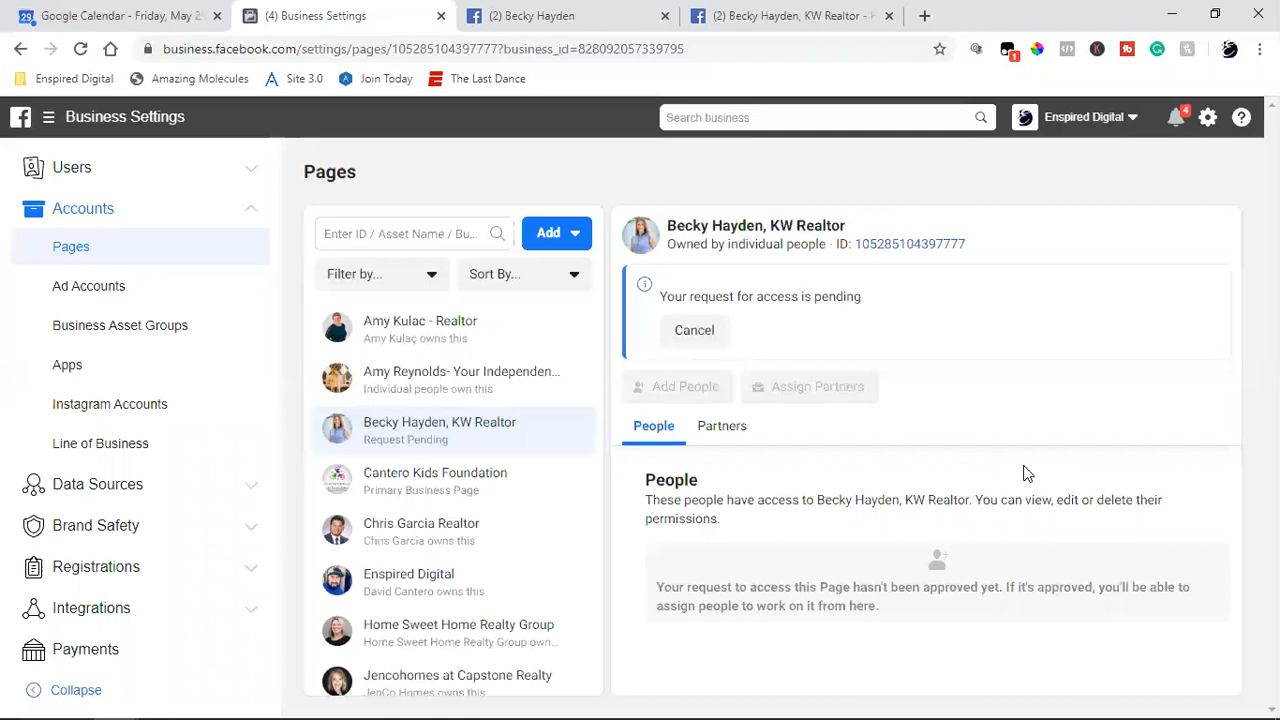 Google Calendar - Friday, May 29
(4) Business Settings
(2) Becky Hayden
(2) Becky Hayden, KW Realtor -
business.facebook.com/settings/pages/105285104397777?business_id=828092057339795
Enspired Digital
Amazing Molecules
Site 3.0
Join Today
The Last Dance
Business Settings
Search business
Enspired Digital
4
Users
Accounts
Pages
Ad Accounts
Business Asset Groups
Apps
Instagram Accounts
Line of Business
Data Sources
Brand Safety
Registrations
Integrations
Payments
Collapse
Pages
Enter ID / Asset Name / Bu...
Add
Filter by...
Sort By...
Amy Kulac - Realtor
Amy Kulac owns this
Amy Reynolds- Your Independen...
Individual people own this
Becky Hayden, KW Realtor
Request Pending
Cantero Kids Foundation
Primary Business Page
Chris Garcia Realtor
Chris Garcia owns this
Enspired Digital
David Cantero owns this
Home Sweet Home Realty Group
Home Sweet Home Realty Group own...
Jencohomes at Capstone Realty
JenCo Homes owns this
Becky Hayden, KW Realtor
Owned by individual people · ID: 105285104397777
Your request for access is pending
Cancel
Add People
Assign Partners
People
Partners
People
These people have access to Becky Hayden, KW Realtor. You can view, edit or delete their
permissions.
Your request to access this Page hasn't been approved yet. If it's approved, you'll be able to
assign people to work on it from here.